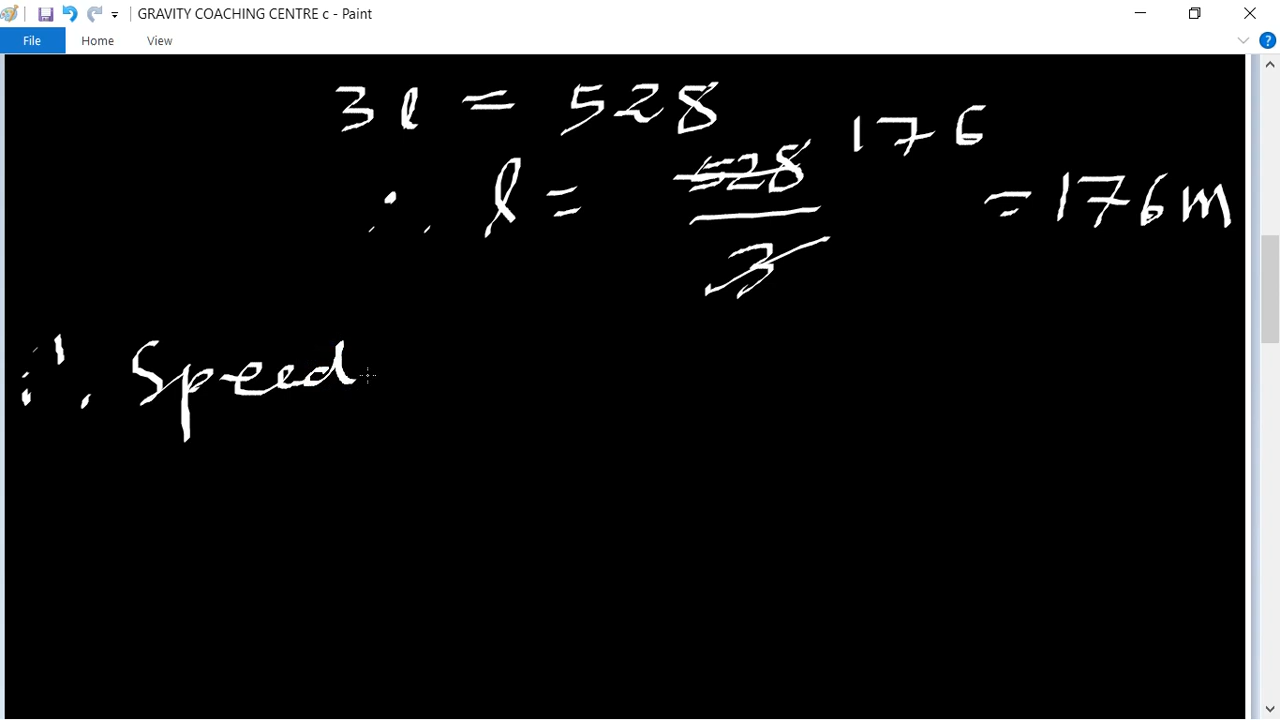 GRAVITY COACHING CENTRE c - Paint
File Home View
3l = 528
176
∴ l = 528/3 = 176m
∴ Speed